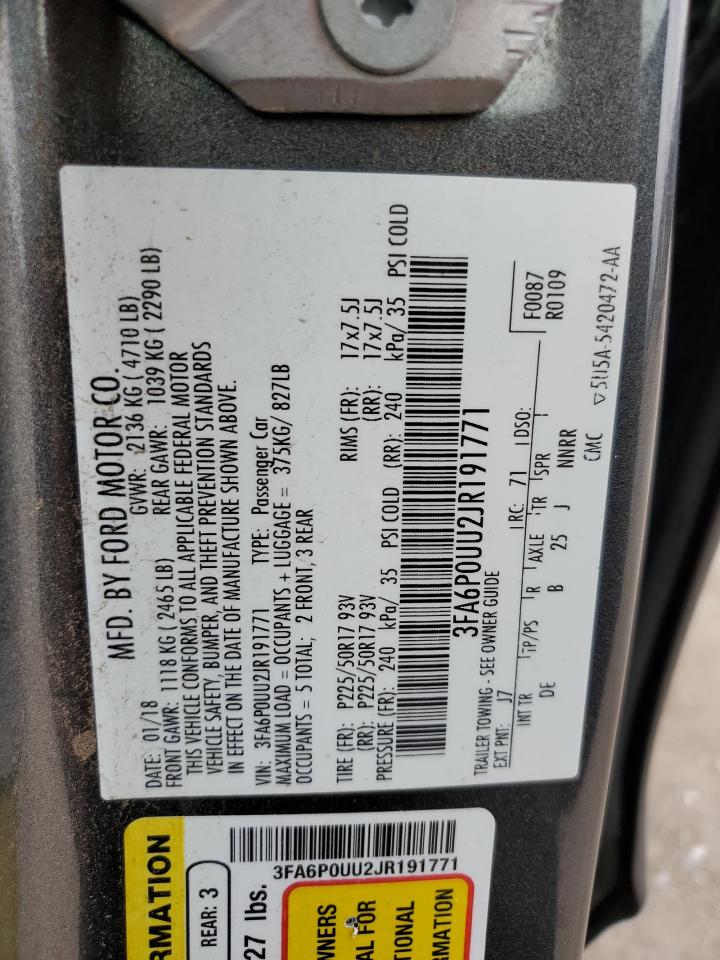 MFD. BY FORD MOTOR CO.
DATE: 01/18 GVWR: 2136 KG ( 4710 LB)
FRONT GAWR: 1118 KG ( 2465 LB) REAR GAWR: 1039 KG ( 2290 LB)
THIS VEHICLE CONFORMS TO ALL APPLICABLE FEDERAL MOTOR
VEHICLE SAFETY, BUMPER, AND THEFT PREVENTION STANDARDS
IN EFFECT ON THE DATE OF MANUFACTURE SHOWN ABOVE.
VIN: 3FA6P0UU2JR191771 TYPE: Passenger Car
MAXIMUM LOAD = OCCUPANTS + LUGGAGE = 375KG/ 827LB
OCCUPANTS = 5 TOTAL; 2 FRONT, 3 REAR
TIRE (FR): P225/50R17 93V RIMS (FR): 17x7.5J
(RR): P225/50R17 93V (RR): 17x7.5J
PRESSURE (FR): 240 kPa/ 35 PSI COLD (RR): 240 kPa/ 35 PSI COLD
3FA6P0UU2JR191771
TRAILER TOWING - SEE OWNER GUIDE
EXT PNT: J7 RC: 71 DSO:
F0087
R0109
INT TR TP/PS R AXLE TR SPR
DE B 25 J NNRR
CMC
5U5A-5420472-AA
RMATION
REAR: 3
27 lbs.
3FA6P0UU2JR191771
WNERS
AL FOR
TIONAL
RMATION